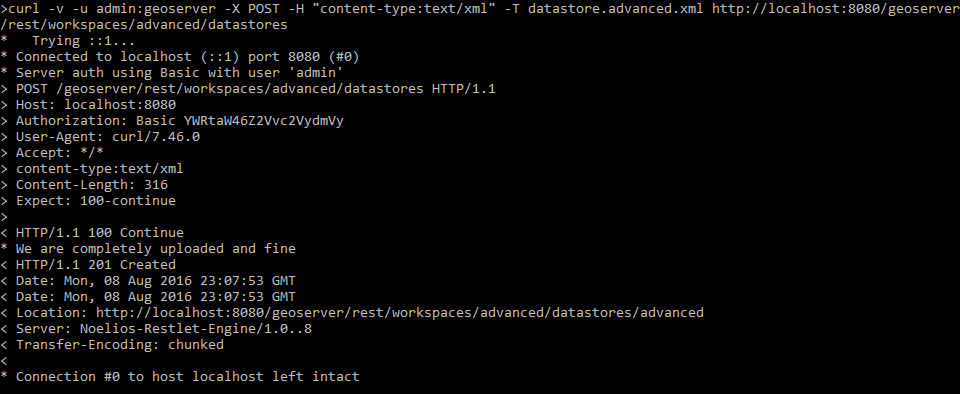 >curl -v -u admin:geoserver -X POST -H "content-type:text/xml" -T datastore.advanced.xml http://localhost:8080/geoserver
/rest/workspaces/advanced/datastores
*   Trying ::1...
* Connected to localhost (::1) port 8080 (#0)
* Server auth using Basic with user 'admin'
> POST /geoserver/rest/workspaces/advanced/datastores HTTP/1.1
> Host: localhost:8080
> Authorization: Basic YWRtaW46Z2Vvc2VydmVy
> User-Agent: curl/7.46.0
> Accept: */*
> content-type:text/xml
> Content-Length: 316
> Expect: 100-continue
>
< HTTP/1.1 100 Continue
* We are completely uploaded and fine
< HTTP/1.1 201 Created
< Date: Mon, 08 Aug 2016 23:07:53 GMT
< Date: Mon, 08 Aug 2016 23:07:53 GMT
< Location: http://localhost:8080/geoserver/rest/workspaces/advanced/datastores/advanced
< Server: Noelios-Restlet-Engine/1.0..8
< Transfer-Encoding: chunked
<
* Connection #0 to host localhost left intact